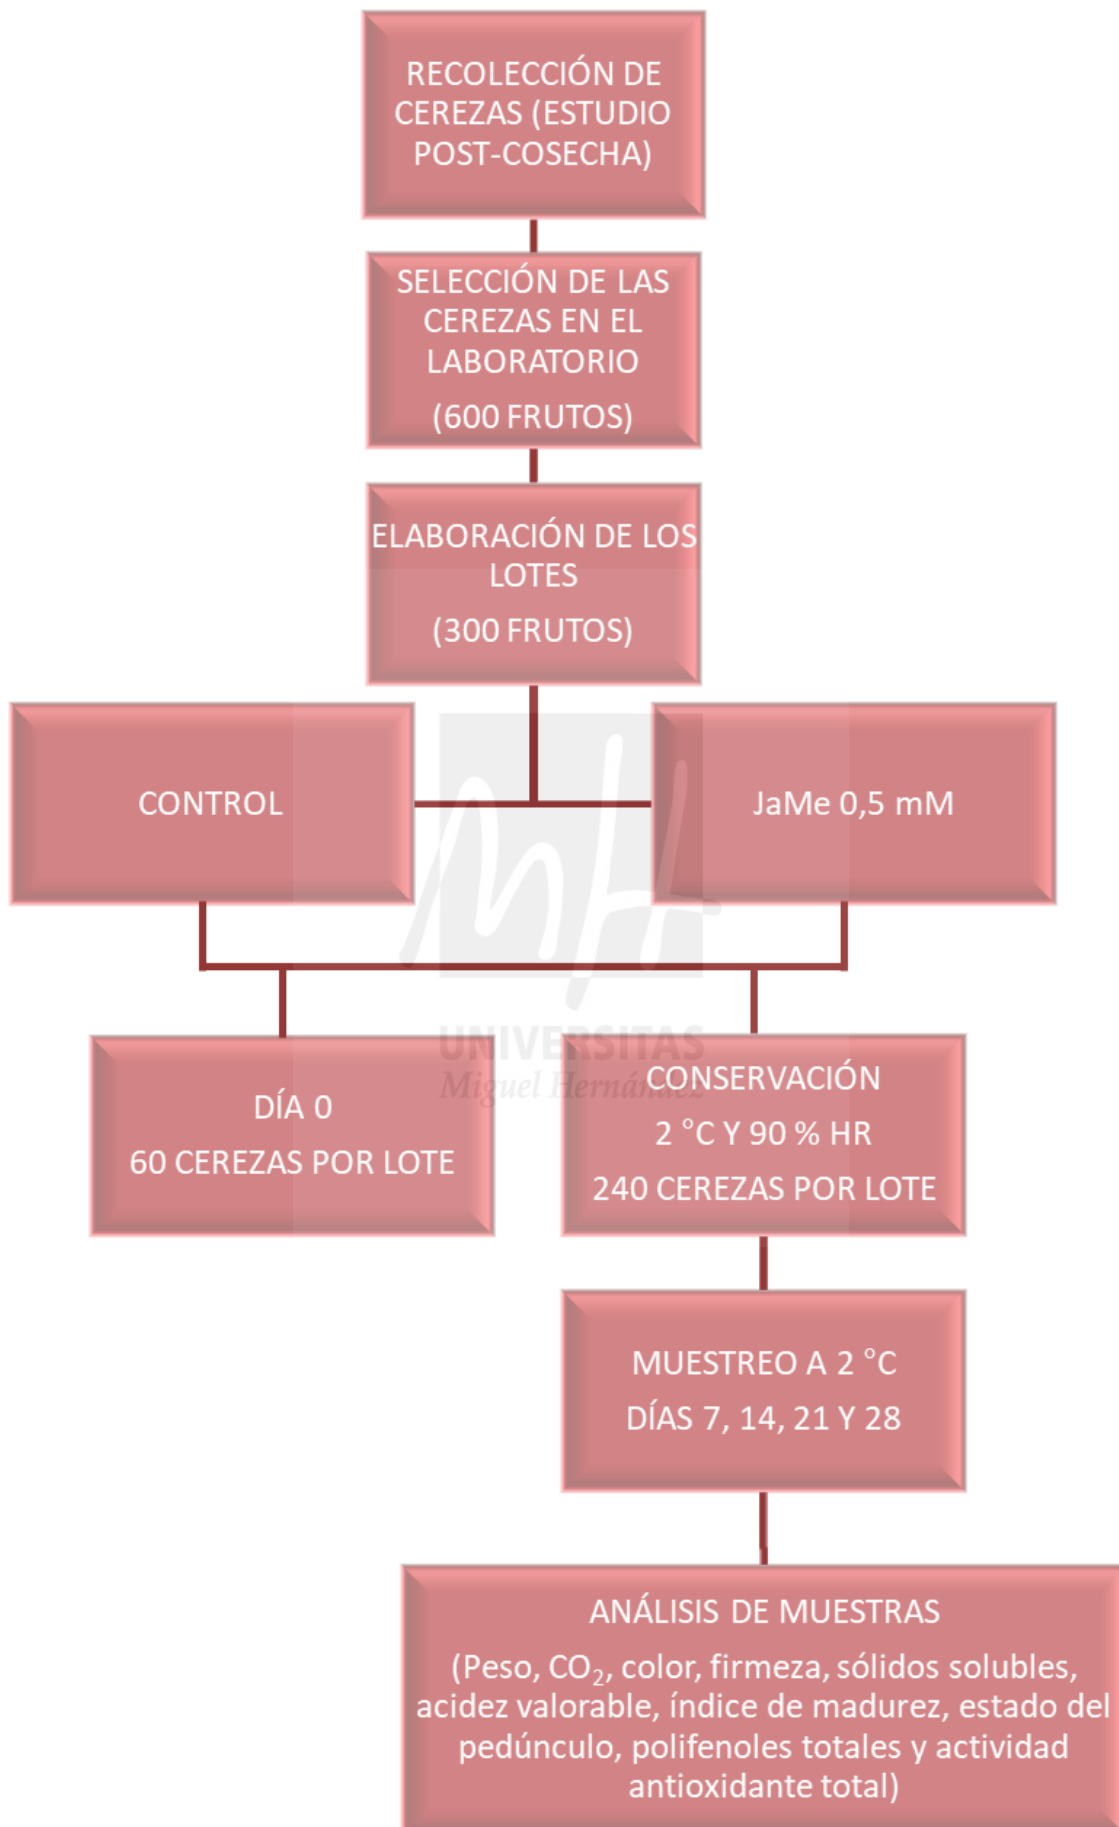 RECOLECCIÓN DE
CEREZAS (ESTUDIO
POST-COSECHA)
SELECCIÓN DE LAS
CEREZAS EN EL
LABORATORIO
(600 FRUTOS)
ELABORACIÓN DE LOS
LOTES
(300 FRUTOS)
CONTROL
JaMe 0,5 mM
UNIVERSITAS
Miguel Hernández
DÍA 0
60 CEREZAS POR LOTE
CONSERVACIÓN
2 °C Y 90 % HR
240 CEREZAS POR LOTE
MUESTREO A 2 °C
DÍAS 7, 14, 21 Y 28
ANÁLISIS DE MUESTRAS
(Peso, CO₂, color, firmeza, sólidos solubles,
acidez valorable, índice de madurez, estado del
pedúnculo, polifenoles totales y actividad
antioxidante total)